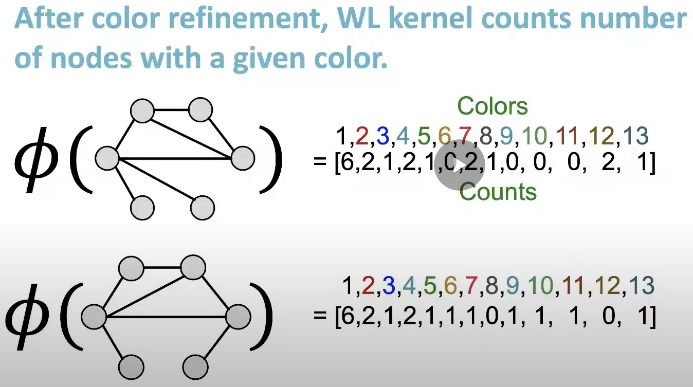 After color refinement, WL kernel counts number
of nodes with a given color.
Colors
1,2,3,4,5,6,7,8,9,10,11,12,13
ϕ( ) = [6,2,1,2,1,0,2,1,0, 0, 0, 2, 1]
Counts
1,2,3,4,5,6,7,8,9,10,11,12,13
ϕ( ) = [6,2,1,2,1,1,1,0,1, 1, 1, 0, 1]